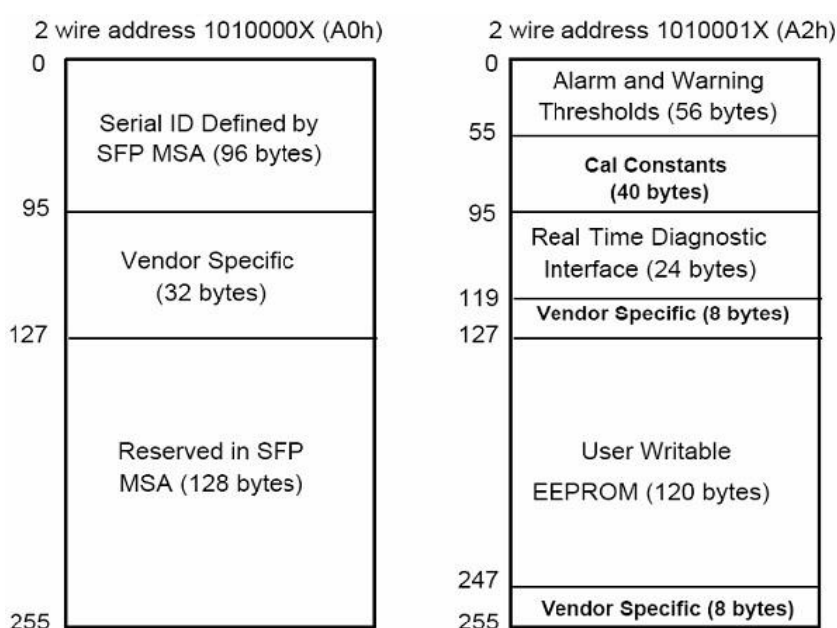 2 wire address 1010000X (A0h)
0
Serial ID Defined by
SFP MSA (96 bytes)
95
Vendor Specific
(32 bytes)
127
Reserved in SFP
MSA (128 bytes)
255
2 wire address 1010001X (A2h)
0
Alarm and Warning
Thresholds (56 bytes)
55
Cal Constants
(40 bytes)
95
Real Time Diagnostic
Interface (24 bytes)
119
Vendor Specific (8 bytes)
127
User Writable
EEPROM (120 bytes)
247
Vendor Specific (8 bytes)
255